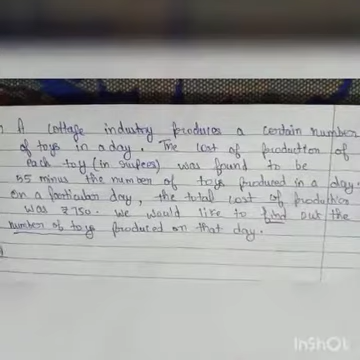 A Cottage industry produces a certain number
of toys in a day. The cost of production of
each toy (in rupees) was found to be
55 minus the number of toys produced in a day.
on a particular day, the total cost of production
was ₹750. We would like to find out the
number of toys produced on that day.
InShOt